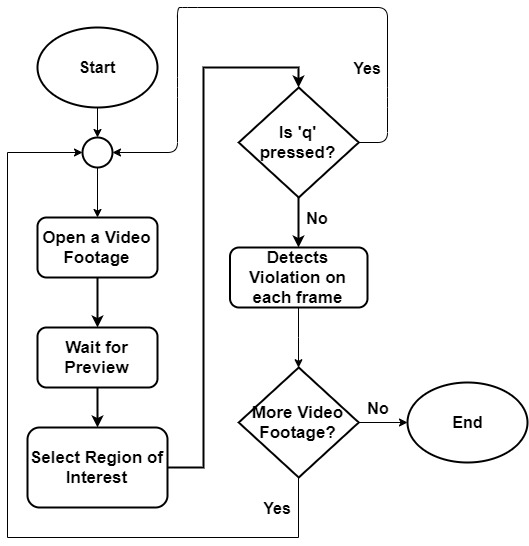 Start
Open a Video
Footage
Wait for
Preview
Select Region of
Interest
Is 'q'
pressed?
Yes
No
Detects
Violation on
each frame
More Video
Footage?
No
End
Yes